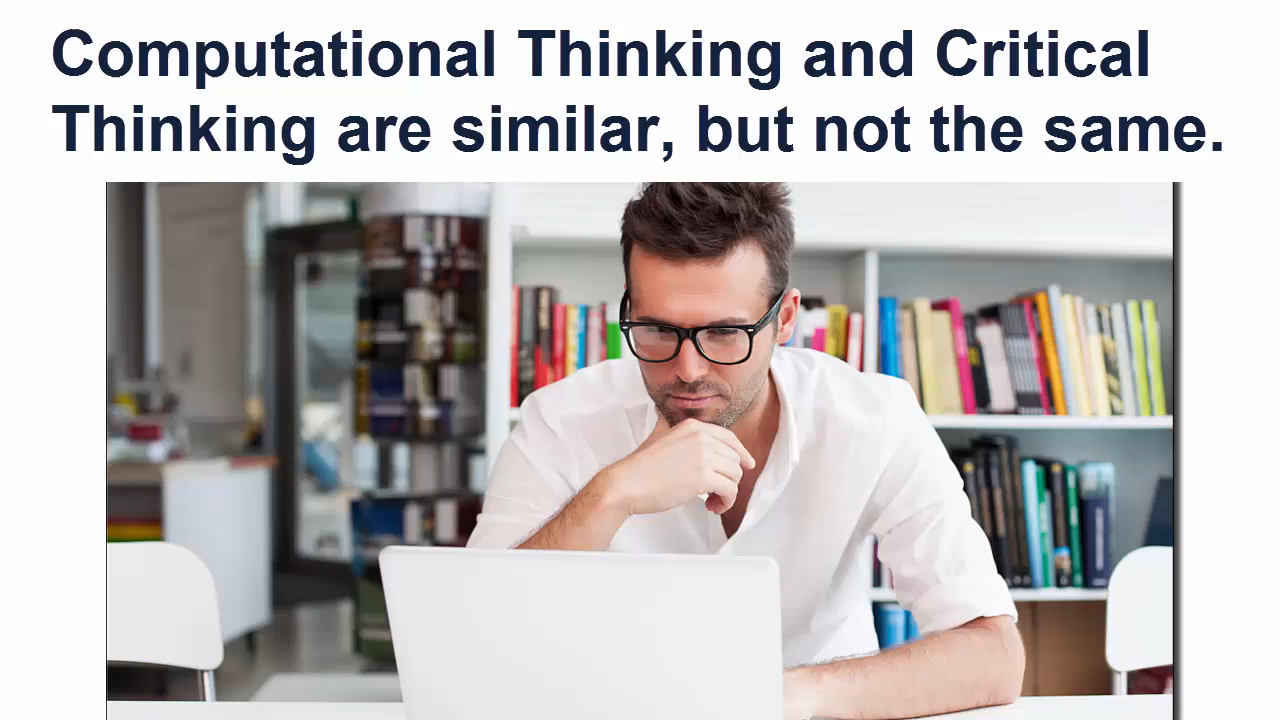 Computational Thinking and Critical
Thinking are similar, but not the same.